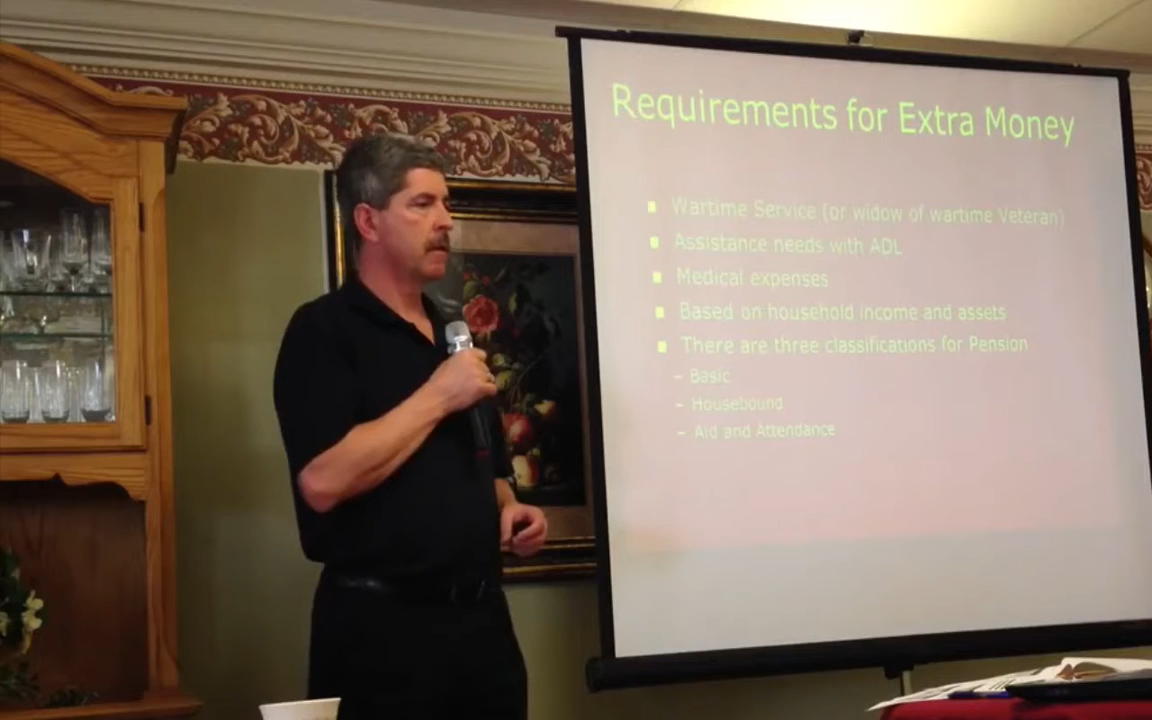 Requirements for Extra Money
▪ Wartime Service (or widow of wartime Veteran)
▪ Assistance needs with ADL
▪ Medical expenses
▪ Based on household income and assets
▪ There are three classifications for Pension
– Basic
– Housebound
– Aid and Attendance